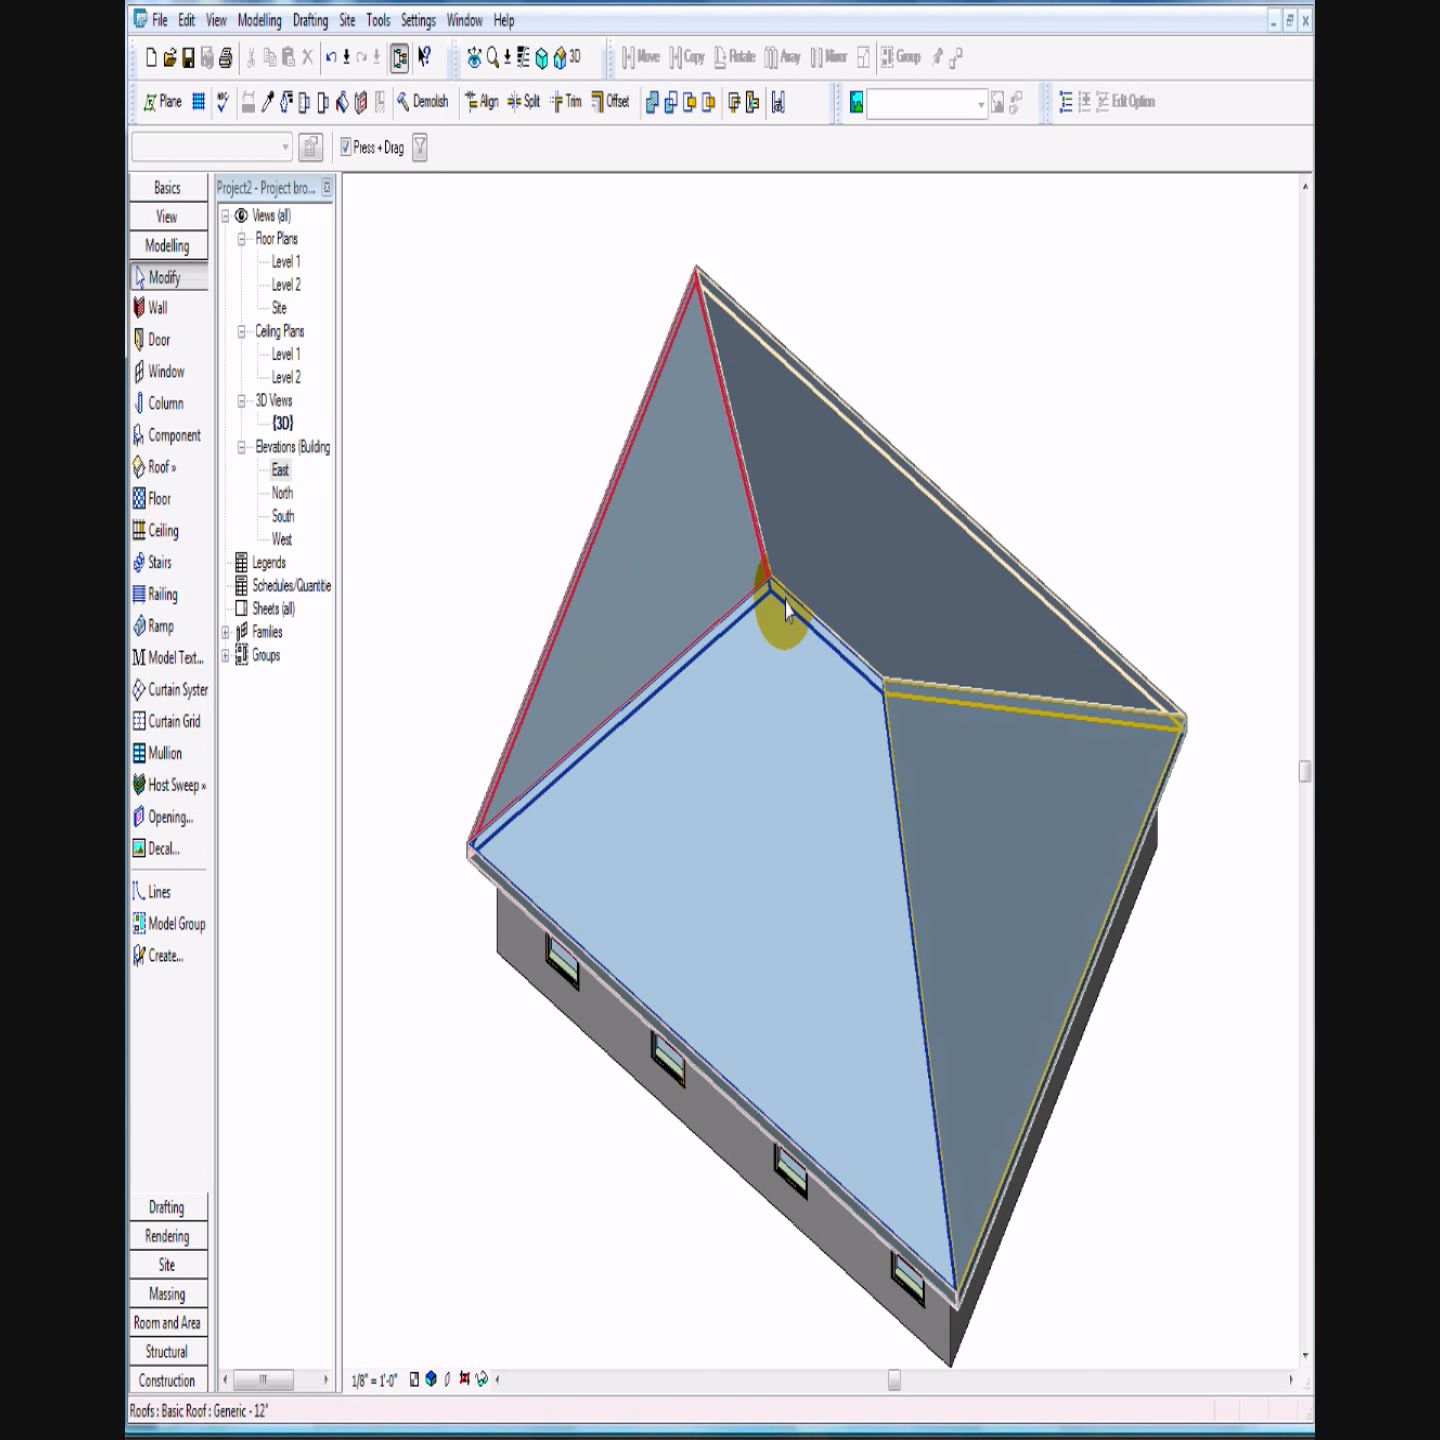 File Edit View Modelling Drafting Site Tools Settings Window Help
3D Move Copy Rotate Array Mirror Group
Plane Demolish Align Split Trim Offset Edit Option
Press + Drag
Basics
View
Modelling
Modify
Wall
Door
Window
Column
Component
Roof »
Floor
Ceiling
Stairs
Railing
Ramp
Model Text...
Curtain Syster
Curtain Grid
Mullion
Host Sweep »
Opening...
Decal...
Lines
Model Group
Create...
Drafting
Rendering
Site
Massing
Room and Area
Structural
Construction
Project2 - Project bro...
Views (all)
Floor Plans
Level 1
Level 2
Site
Ceiling Plans
Level 1
Level 2
3D Views
{3D}
Elevations (Building
East
North
South
West
Legends
Schedules/Quantitie
Sheets (all)
Families
Groups
1/8" = 1'-0"
Roofs : Basic Roof : Generic - 12"